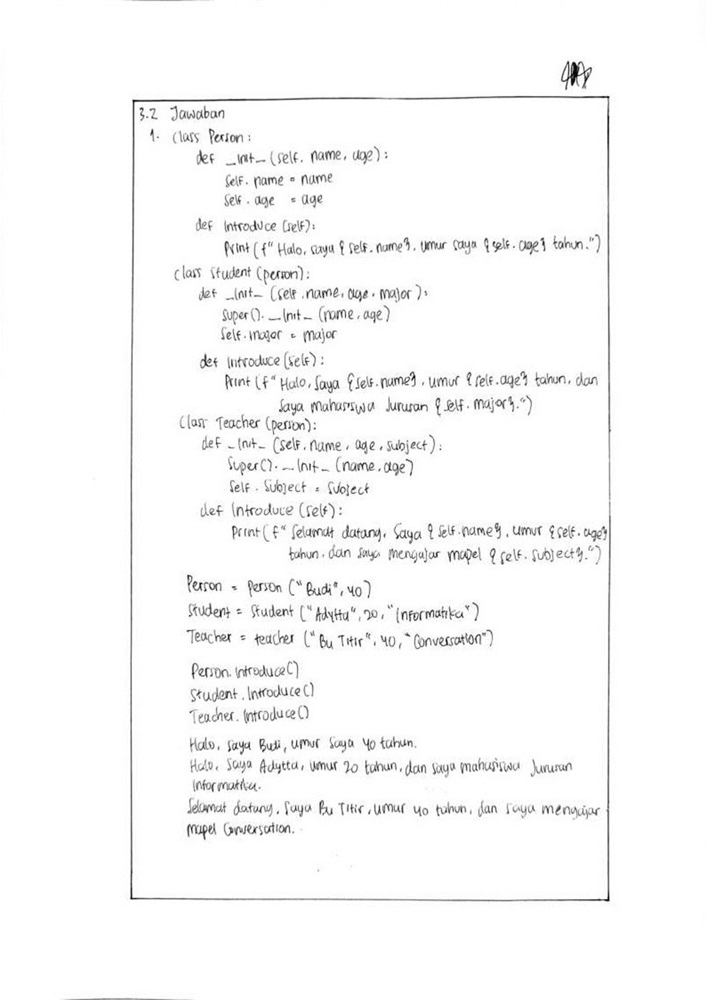 3.2 Jawaban
1. Class Person:
def _Init_ (self. name, age):
Self. name = name
Self. age = age
def Introduce (self):
Print (f" Halo, saya { self. name}, umur saya { self. age} tahun.")
Class Student (person):
def _Init_ (self, name, age, major):
Super(). _Init_ (name, age)
Self. major = major
def Introduce (self):
Print (f" Halo, Saya {self. name}, umur {self. age} tahun, dan
Saya mahasiswa Jurusan {self. major}.")
Class Teacher (person):
def _Init_ (self, name, age, subject):
Super(). _Init_ (name, age)
Self. Subject = Subject
def Introduce (self):
Print (f" Selamat datang, Saya { self. name}, umur {self. age}
tahun, dan saya mengajar mapel { self. subject}.")
Person = person ("Budi", 40)
Student = Student ("Adytta", 20, "Informatika")
Teacher = teacher ("Bu Titir", 40, "Conversation")
Person. Introduce()
Student. Introduce()
Teacher. Introduce()
Halo, saya Budi, umur Saya 40 tahun.
Halo, Saya Adytta, umur 20 tahun, dan saya mahasiswa Jurusan
Informatika.
Selamat datang, Saya Bu Titir, umur 40 tahun, dan saya mengajar
mapel Conversation.